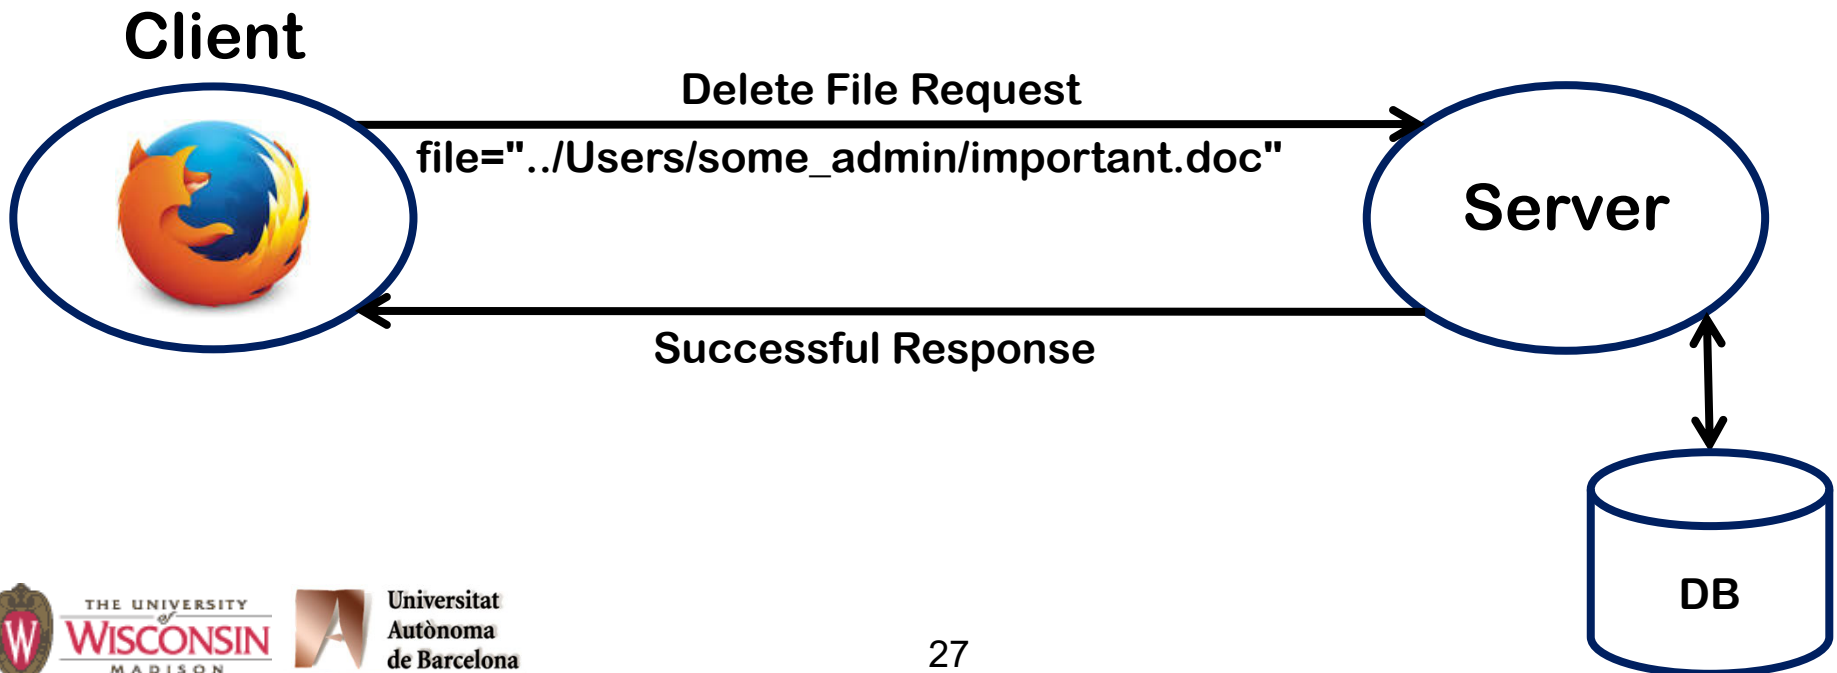 Client
Delete File Request
file="../Users/some_admin/important.doc"
Server
Successful Response
DB
THE UNIVERSITY
of
WISCONSIN
MADISON
W
Universitat
Autònoma
de Barcelona
27